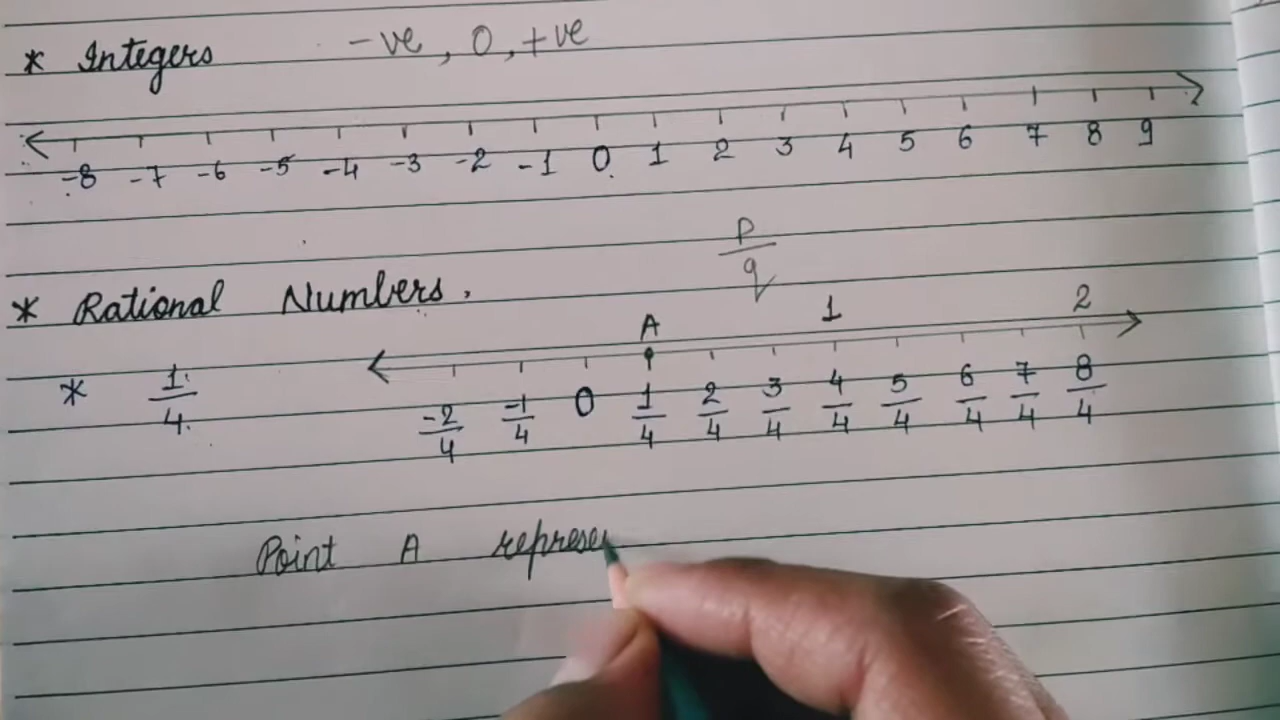 * Integers -ve, 0, +ve
-8 -7 -6 -5 -4 -3 -2 -1 0 1 2 3 4 5 6 7 8 9
p/q
* Rational Numbers.
A 1 2
* 1/4 -2/4 -1/4 0 1/4 2/4 3/4 4/4 5/4 6/4 7/4 8/4
Point A represe